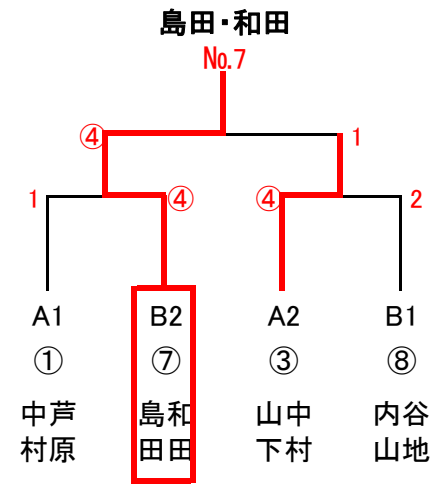 島田・和田
No.7
④ 1
1 ④ ④ 2
A1 B2 A2 B1
① ⑦ ③ ⑧
中芦 島和 山中 内谷
村原 田田 下村 山地